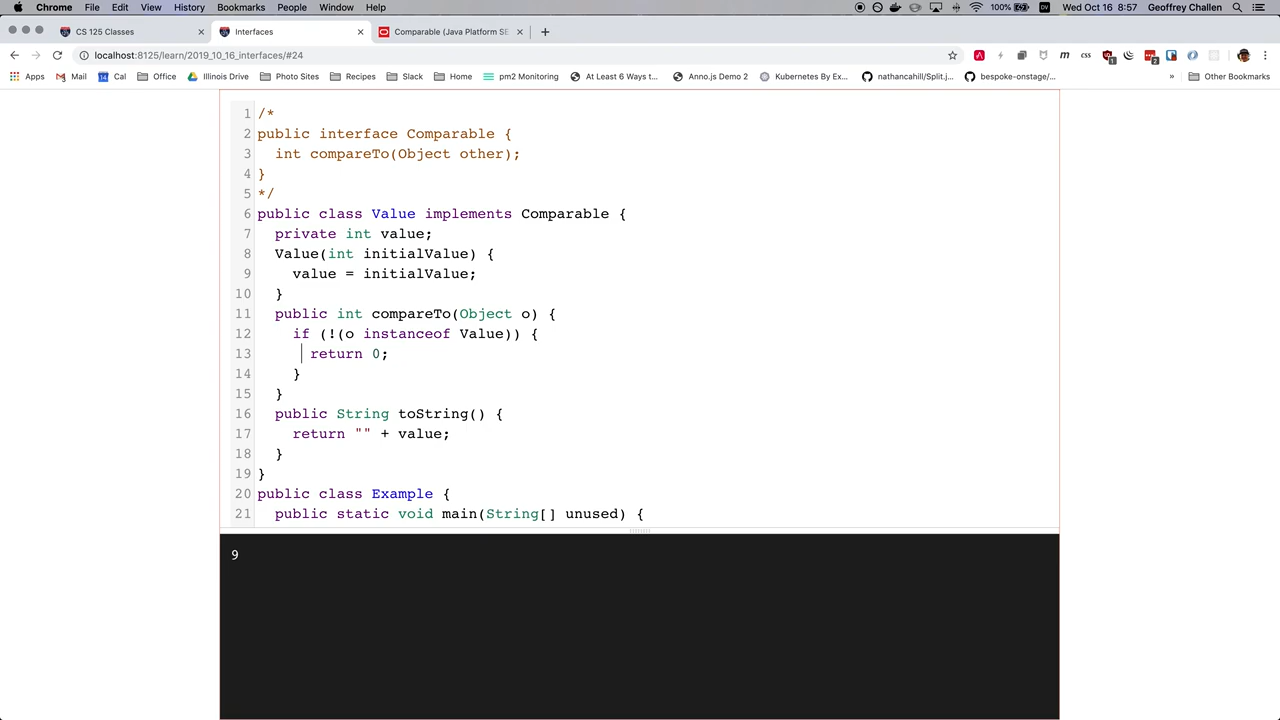 Chrome File Edit View History Bookmarks People Window Help 100% DV Wed Oct 16 8:57 Geoffrey Challen
CS 125 Classes × Interfaces × Comparable (Java Platform SE × +
localhost:8125/learn/2019_10_16_interfaces/#24
Apps Mail Cal Office Illinois Drive Photo Sites Recipes Slack Home pm2 Monitoring At Least 6 Ways t... Anno.js Demo 2 Kubernetes By Ex... nathancahill/Split.j... bespoke-onstage/... » Other Bookmarks
1 /*
2 public interface Comparable {
3 int compareTo(Object other);
4 }
5 */
6 public class Value implements Comparable {
7 private int value;
8 Value(int initialValue) {
9 value = initialValue;
10 }
11 public int compareTo(Object o) {
12 if (!(o instanceof Value)) {
13 return 0;
14 }
15 }
16 public String toString() {
17 return "" + value;
18 }
19 }
20 public class Example {
21 public static void main(String[] unused) {
9